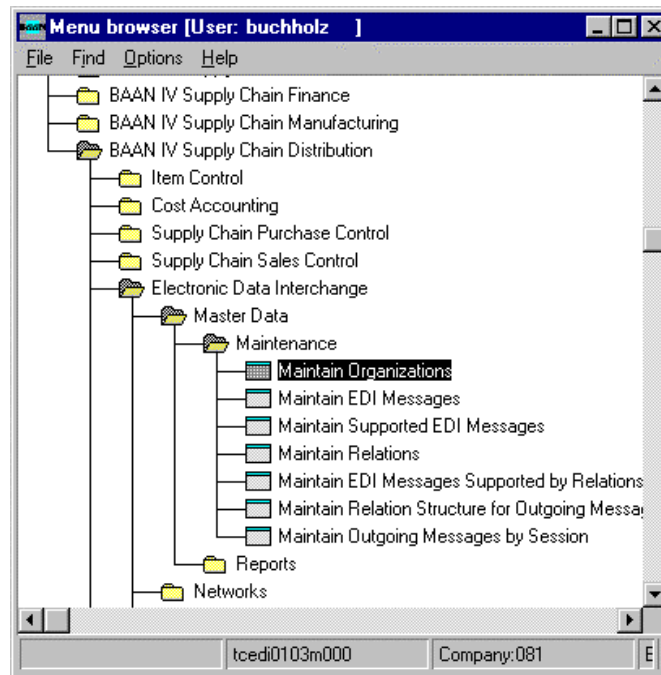 BaaN Menu browser [User: buchholz ]
File Find Options Help
BAAN IV Supply Chain Finance
BAAN IV Supply Chain Manufacturing
BAAN IV Supply Chain Distribution
Item Control
Cost Accounting
Supply Chain Purchase Control
Supply Chain Sales Control
Electronic Data Interchange
Master Data
Maintenance
Maintain Organizations
Maintain EDI Messages
Maintain Supported EDI Messages
Maintain Relations
Maintain EDI Messages Supported by Relations
Maintain Relation Structure for Outgoing Messa
Maintain Outgoing Messages by Session
Reports
Networks
tcedi0103m000 Company:081 E